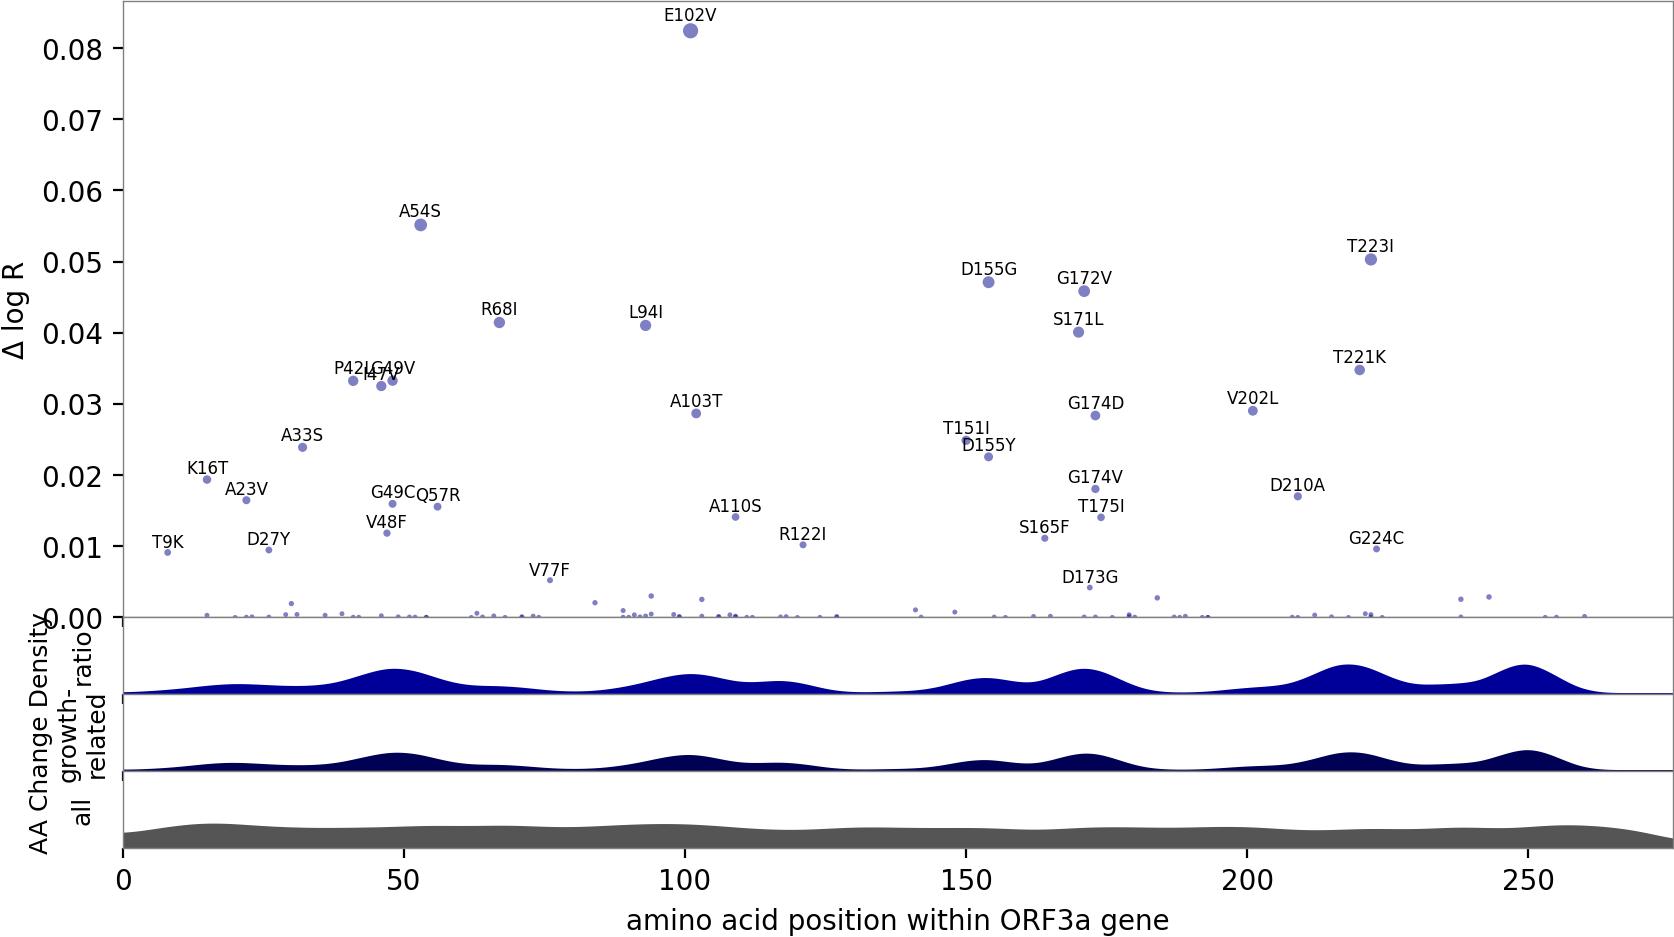 E102V
0.08
0.07
0.06
A54S
0.05
T223I
D155G
G172V
Δ log R
R68I
L94I
S171L
0.04
T221K
P42L
G49V
I47V
0.03
A103T
G174D
V202L
A33S
T151I
D155Y
0.02
K16T
A23V
G49C
Q57R
G174V
D210A
A110S
T175I
V48F
R122I
S165F
0.01
T9K
D27Y
G224C
V77F
D173G
0.00
AA Change Density
ratio
growth-
related
all
0
50
100
150
200
250
amino acid position within ORF3a gene